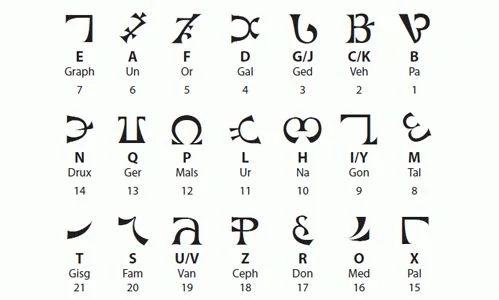 E A F D G/J C/K B
Graph Un Or Gal Ged Veh Pa
7 6 5 4 3 2 1
N Q P L H I/Y M
Drux Ger Mals Ur Na Gon Tal
14 13 12 11 10 9 8
T S U/V Z R O X
Gisg Fam Van Ceph Don Med Pal
21 20 19 18 17 16 15